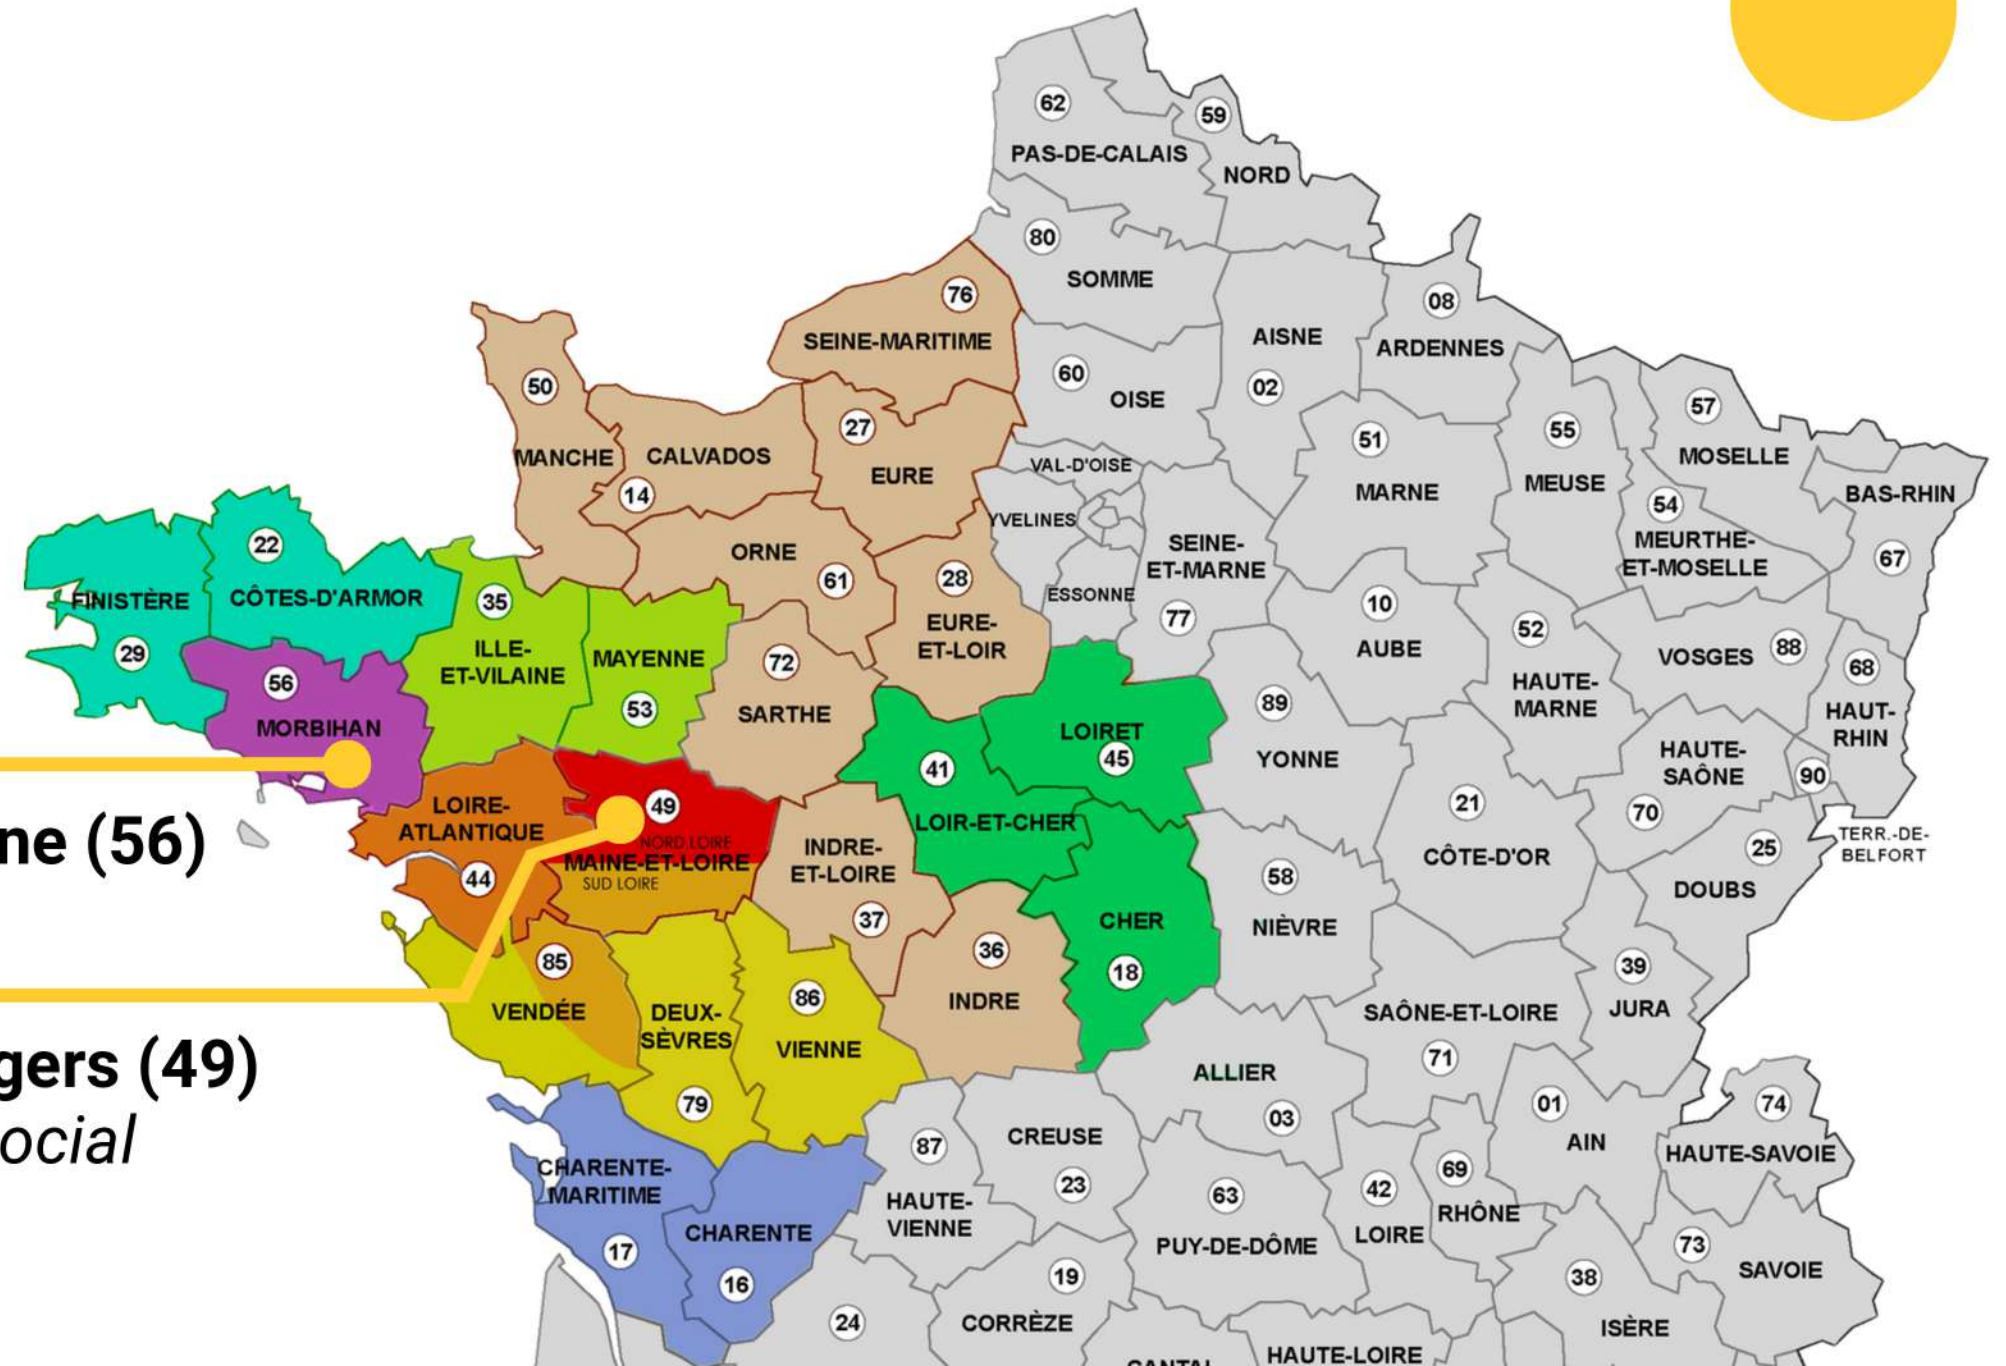 62
59
PAS-DE-CALAIS
NORD
80
SOMME
76
SEINE-MARITIME
08
ARDENNES
AISNE
02
60
OISE
50
MANCHE
CALVADOS
14
27
EURE
VAL-D'OISE
YVELINES
ESSONNE
SEINE-
ET-MARNE
77
51
MARNE
55
MEUSE
57
MOSELLE
54
MEURTHE-
ET-MOSELLE
BAS-RHIN
67
22
CÔTES-D'ARMOR
FINISTÈRE
29
35
ILLE-
ET-VILAINE
MAYENNE
53
ORNE
61
28
EURE-
ET-LOIR
72
SARTHE
10
AUBE
52
HAUTE-
MARNE
VOSGES
88
68
HAUT-
RHIN
56
MORBIHAN
LOIRET
45
41
LOIR-ET-CHER
89
YONNE
HAUTE-
SAÔNE
70
90
TERR.-DE-
BELFORT
21
CÔTE-D'OR
25
DOUBS
LOIRE-
ATLANTIQUE
44
49
NORD LOIRE
MAINE-ET-LOIRE
SUD LOIRE
INDRE-
ET-LOIRE
37
ne (56)
58
NIÈVRE
CHER
18
36
INDRE
85
VENDÉE
DEUX-
SÈVRES
79
86
VIENNE
39
JURA
SAÔNE-ET-LOIRE
71
ALLIER
03
gers (49)
ocial
01
AIN
74
HAUTE-SAVOIE
87
HAUTE-
VIENNE
CREUSE
23
63
PUY-DE-DÔME
42
LOIRE
69
RHÔNE
73
SAVOIE
CHARENTE-
MARITIME
17
CHARENTE
16
24
19
CORRÈZE
38
ISÈRE
CANTAL
HAUTE-LOIRE